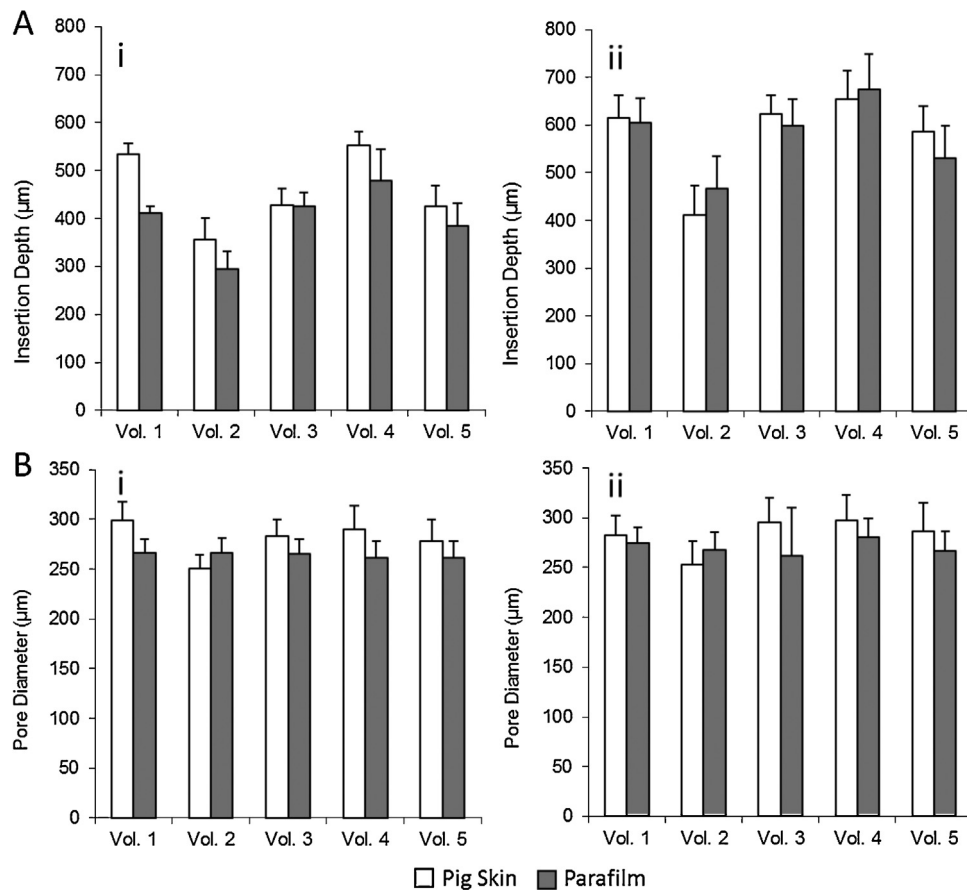 A
i
Insertion Depth (µm)
800
700
600
500
400
300
200
100
0
Vol. 1 Vol. 2 Vol. 3 Vol. 4 Vol. 5
ii
Insertion Depth (µm)
800
700
600
500
400
300
200
100
0
Vol. 1 Vol. 2 Vol. 3 Vol. 4 Vol. 5
B
i
Pore Diameter (µm)
350
300
250
200
150
100
50
0
Vol. 1 Vol. 2 Vol. 3 Vol. 4 Vol. 5
ii
Pore Diameter (µm)
350
300
250
200
150
100
50
0
Vol. 1 Vol. 2 Vol. 3 Vol. 4 Vol. 5
Pig Skin Parafilm